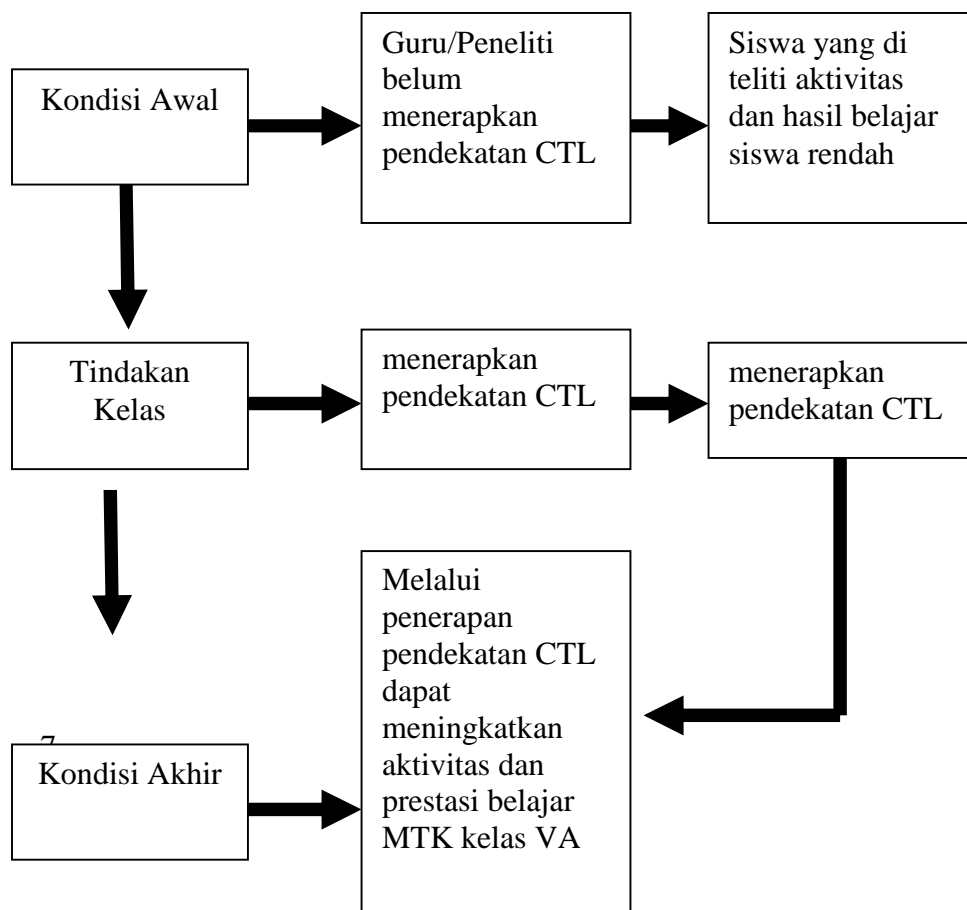 Kondisi Awal
Guru/Peneliti
belum
menerapkan
pendekatan CTL
Siswa yang di
teliti aktivitas
dan hasil belajar
siswa rendah
Tindakan
Kelas
menerapkan
pendekatan CTL
menerapkan
pendekatan CTL
Melalui
penerapan
pendekatan CTL
dapat
meningkatkan
aktivitas dan
prestasi belajar
MTK kelas VA
Kondisi Akhir